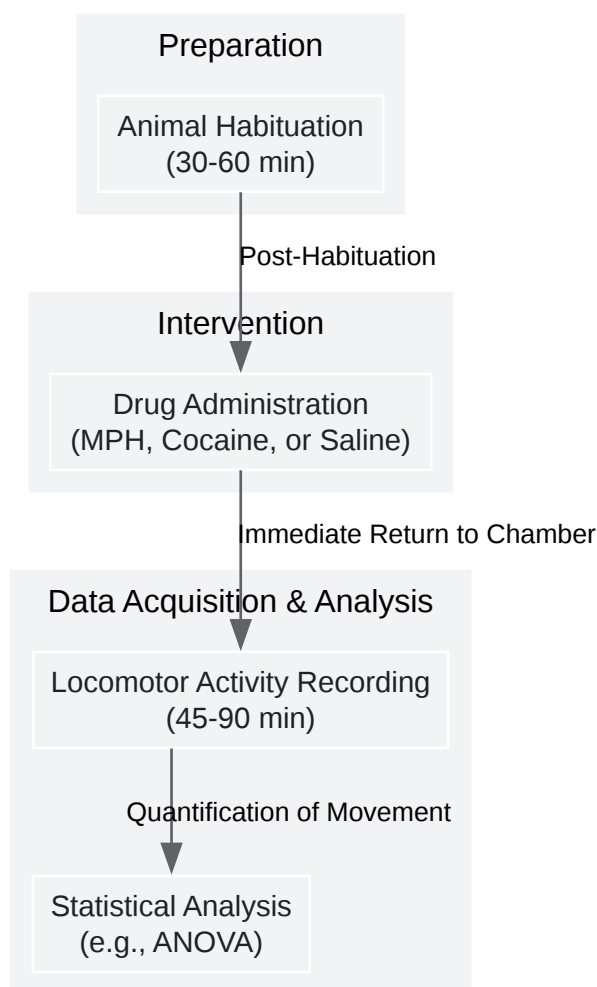 Preparation
Animal Habituation
(30-60 min)
Post-Habituation
Intervention
Drug Administration
(MPH, Cocaine, or Saline)
Immediate Return to Chamber
Data Acquisition & Analysis
Locomotor Activity Recording
(45-90 min)
Quantification of Movement
Statistical Analysis
(e.g., ANOVA)